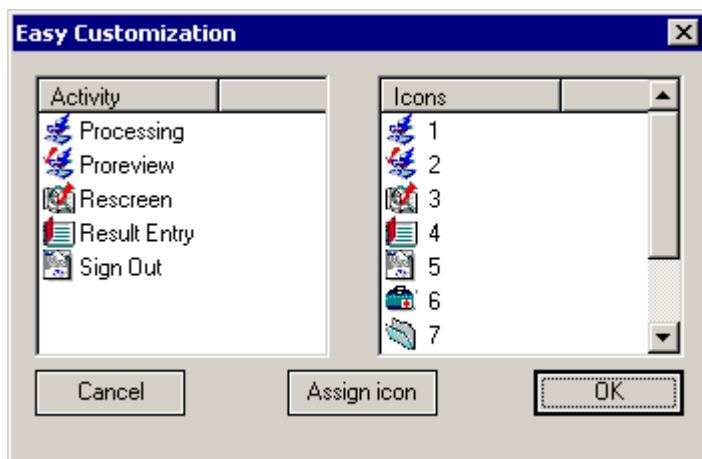 Easy Customization
Activity
Processing
Proreview
Rescreen
Result Entry
Sign Out
Icons
1
2
3
4
5
6
7
Cancel
Assign icon
OK